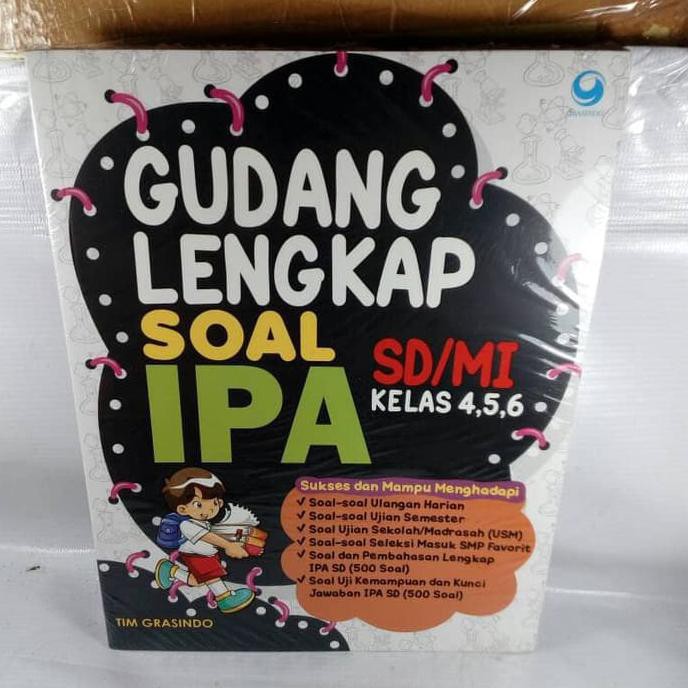 GRASINDO
GUDANG
LENGKAP
SOAL
IPA
SD/MI
KELAS 4,5,6
Sukses dan Mampu Menghadapi
✓ Soal-soal Ulangan Harian
✓ Soal-soal Ujian Semester
✓ Soal Ujian Sekolah/Madrasah (USM)
✓ Soal-soal Seleksi Masuk SMP Favorit
✓ Soal dan Pembahasan Lengkap
IPA SD (500 Soal)
✓ Soal Uji Kemampuan dan Kunci
Jawaban IPA SD (500 Soal)
TIM GRASINDO